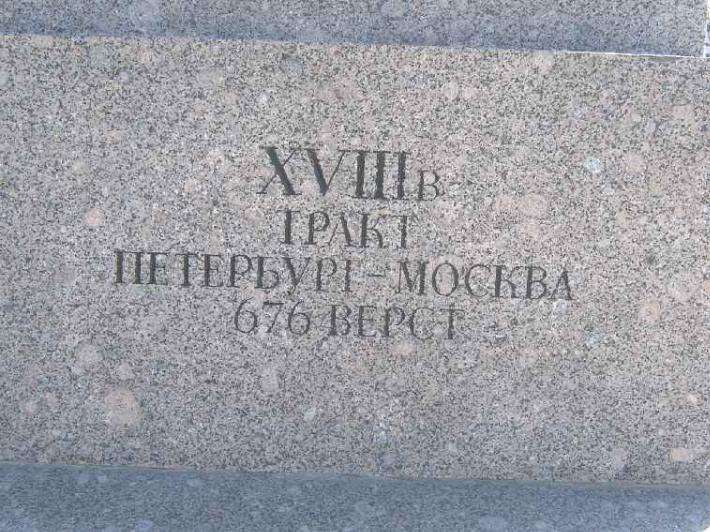 XVIII в
ТРАКТ
ПЕТЕРБУРГ – МОСКВА
676 ВЕРСТ